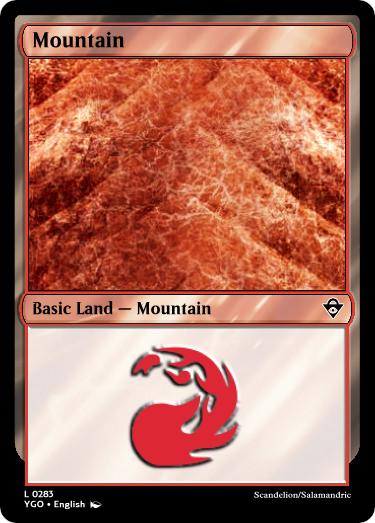 Mountain
Basic Land — Mountain
L 0283
YGO • English
Scandelion/Salamandric